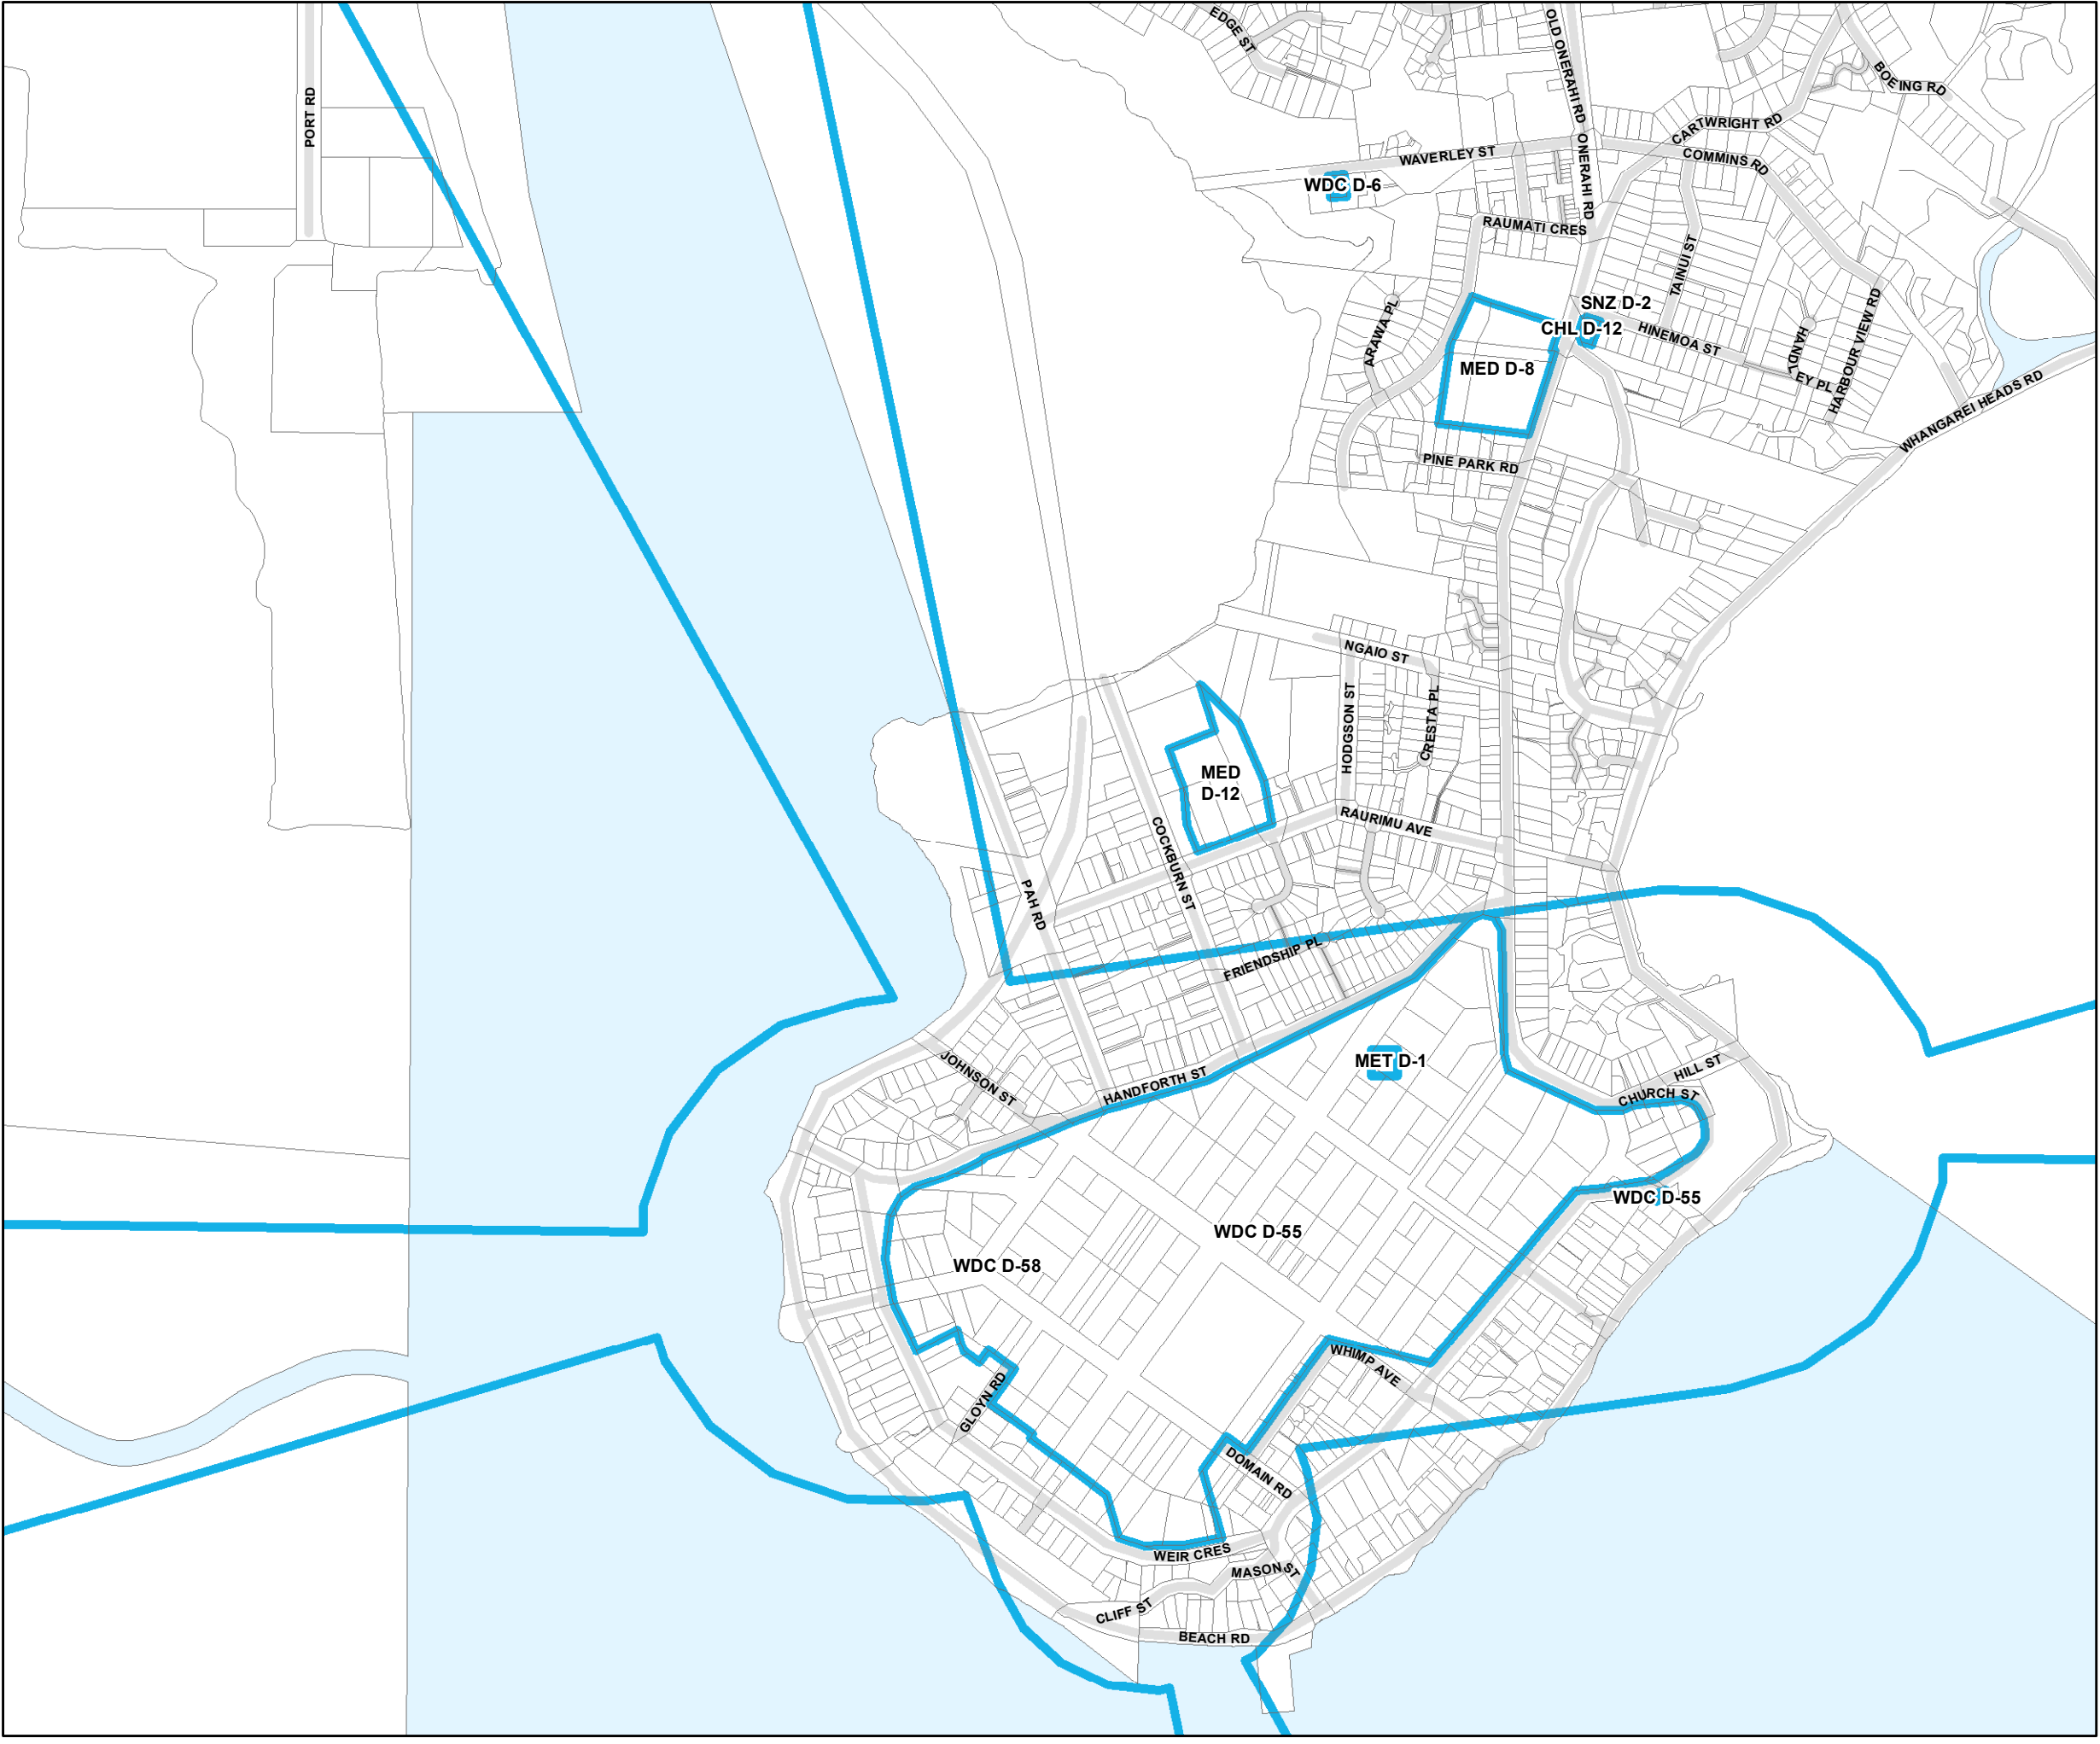 EDGE ST
OLD ONERAHI RD
BOEING RD
PORT RD
CARTWRIGHT RD
WAVERLEY ST
ONERAHI RD
COMMINS RD
WDC D-6
RAUMATI CRES
TAINUI ST
SNZ D-2
CHL D-12
HINEMOA ST
HANDLEY PL
HARBOUR VIEW RD
ARAWA PL
MED D-8
WHANGAREI HEADS RD
PINE PARK RD
NGAIO ST
HODGSON ST
CRESTA PL
MED
D-12
COCKBURN ST
RAURIMU AVE
PAH RD
FRIENDSHIP PL
JOHNSON ST
HANDFORTH ST
MET D-1
HILL ST
CHURCH ST
WDC D-55
WDC D-55
WDC D-58
WHIMP AVE
GLOYN RD
DOMAIN RD
WEIR CRES
MASON ST
CLIFF ST
BEACH RD